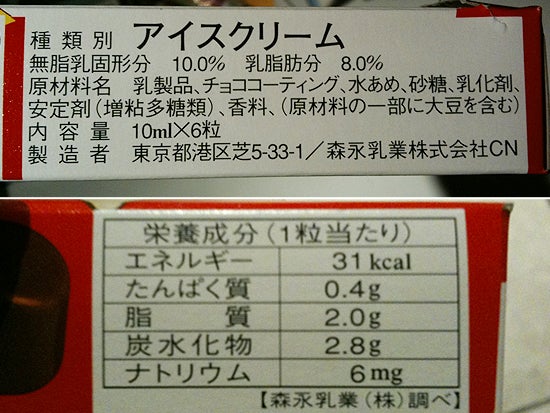 種類別 アイスクリーム
無脂乳固形分 10.0% 乳脂肪分 8.0%
原材料名 乳製品、チョココーティング、水あめ、砂糖、乳化剤、
安定剤（増粘多糖類）、香料、（原材料の一部に大豆を含む）
内容量 10ml×6粒
製造者 東京都港区芝5-33-1／森永乳業株式会社CN
栄養成分（1粒当たり）
エネルギー 31kcal
たんぱく質 0.4g
脂質 2.0g
炭水化物 2.8g
ナトリウム 6mg
【森永乳業（株）調べ】